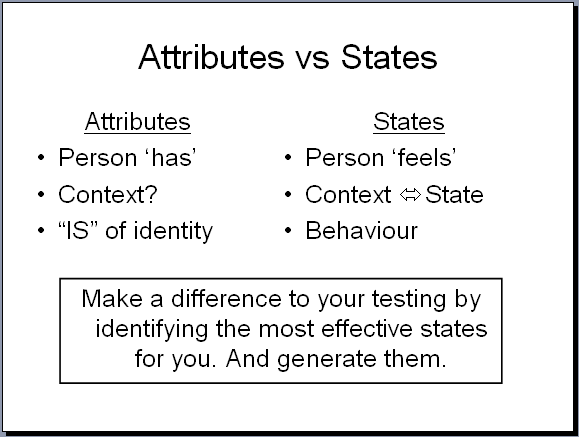 Attributes vs States
Attributes
• Person ‘has’
• Context?
• “IS” of identity
States
• Person ‘feels’
• Context ⇔ State
• Behaviour
Make a difference to your testing by
identifying the most effective states
for you. And generate them.